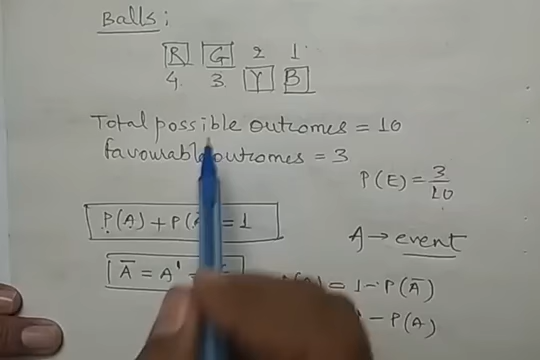 Balls:
R G 2 1
4 3 Y B
Total possible outcomes = 10
favourable outcomes = 3
P(E) = 3/10
P(A) + P( = 1
A → event
Ā = A' =
= 1 - P(Ā)
- P(A)